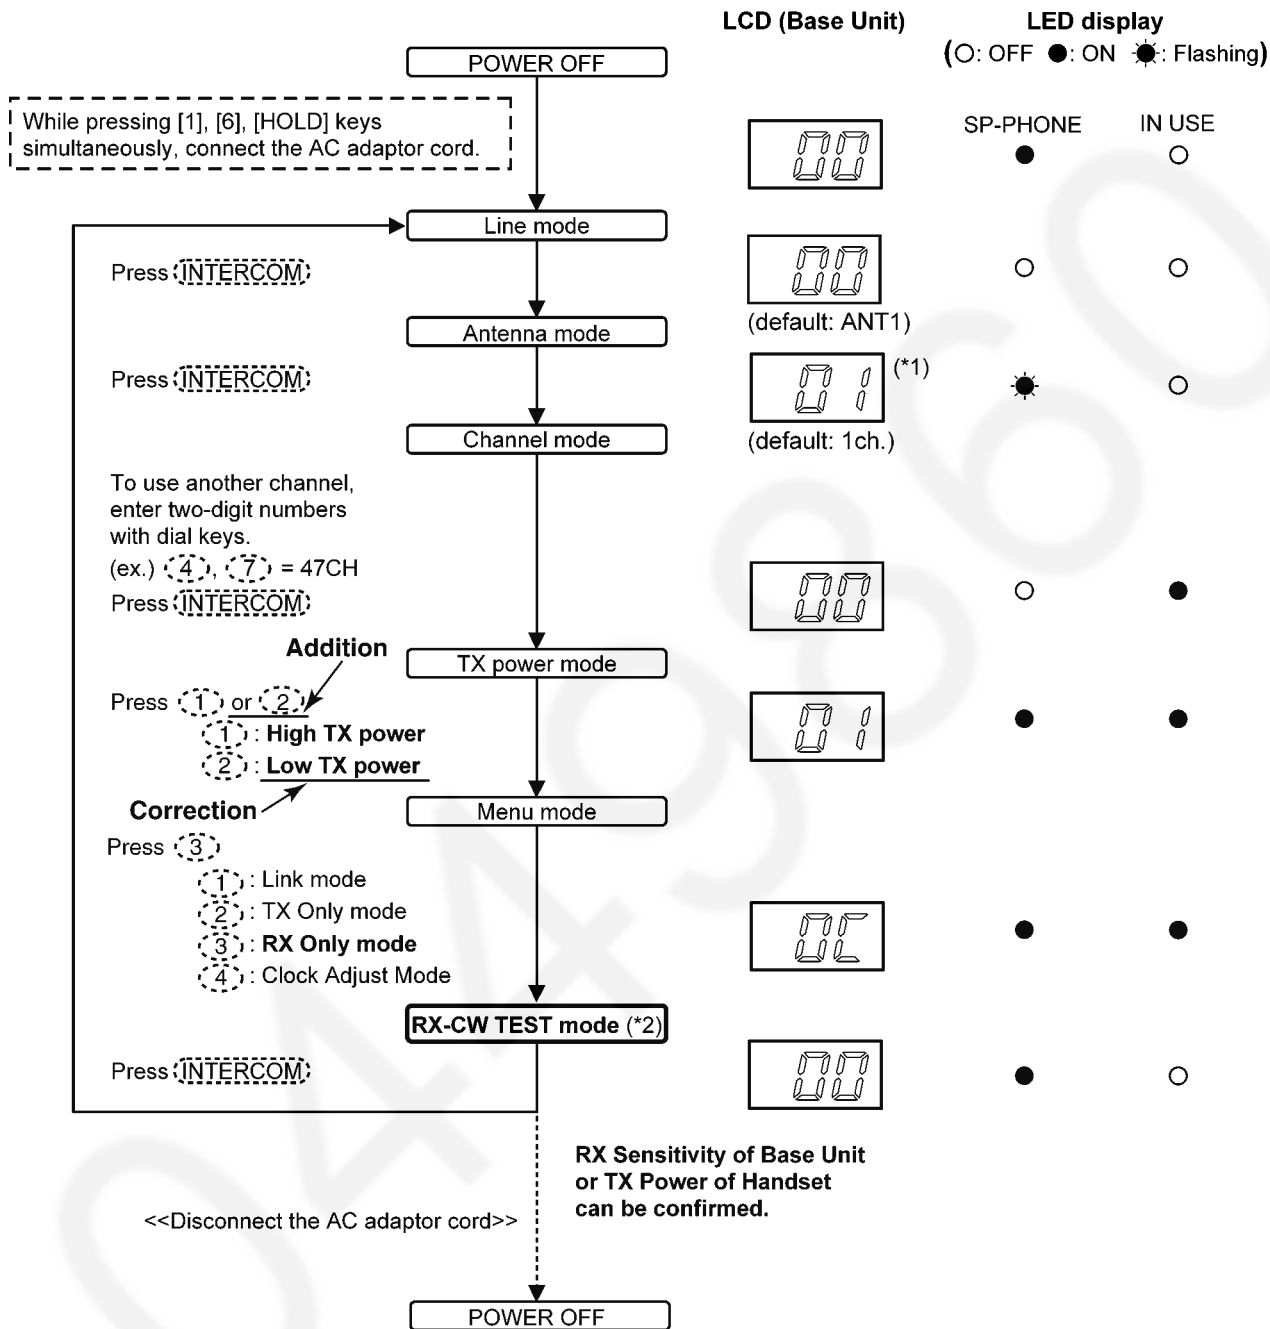 LCD (Base Unit)
LED display
(○: OFF ●: ON ☀: Flashing)
POWER OFF
While pressing [1], [6], [HOLD] keys
simultaneously, connect the AC adaptor cord.
00
SP-PHONE
IN USE
Line mode
Press INTERCOM
00
(default: ANT1)
Antenna mode
Press INTERCOM
01 (*1)
(default: 1ch.)
Channel mode
To use another channel,
enter two-digit numbers
with dial keys.
(ex.) 4, 7 = 47CH
Press INTERCOM
00
Addition
TX power mode
Press 1 or 2
1 : High TX power
2 : Low TX power
01
Correction
Menu mode
Press 3
1 : Link mode
2 : TX Only mode
3 : RX Only mode
4 : Clock Adjust Mode
0C
RX-CW TEST mode (*2)
Press INTERCOM
00
RX Sensitivity of Base Unit
or TX Power of Handset
can be confirmed.
<<Disconnect the AC adaptor cord>>
POWER OFF